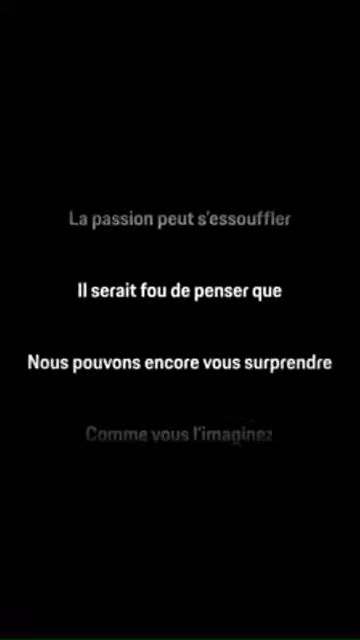 La passion peut s'essouffler
Il serait fou de penser que
Nous pouvons encore vous surprendre
Comme vous l'imaginez